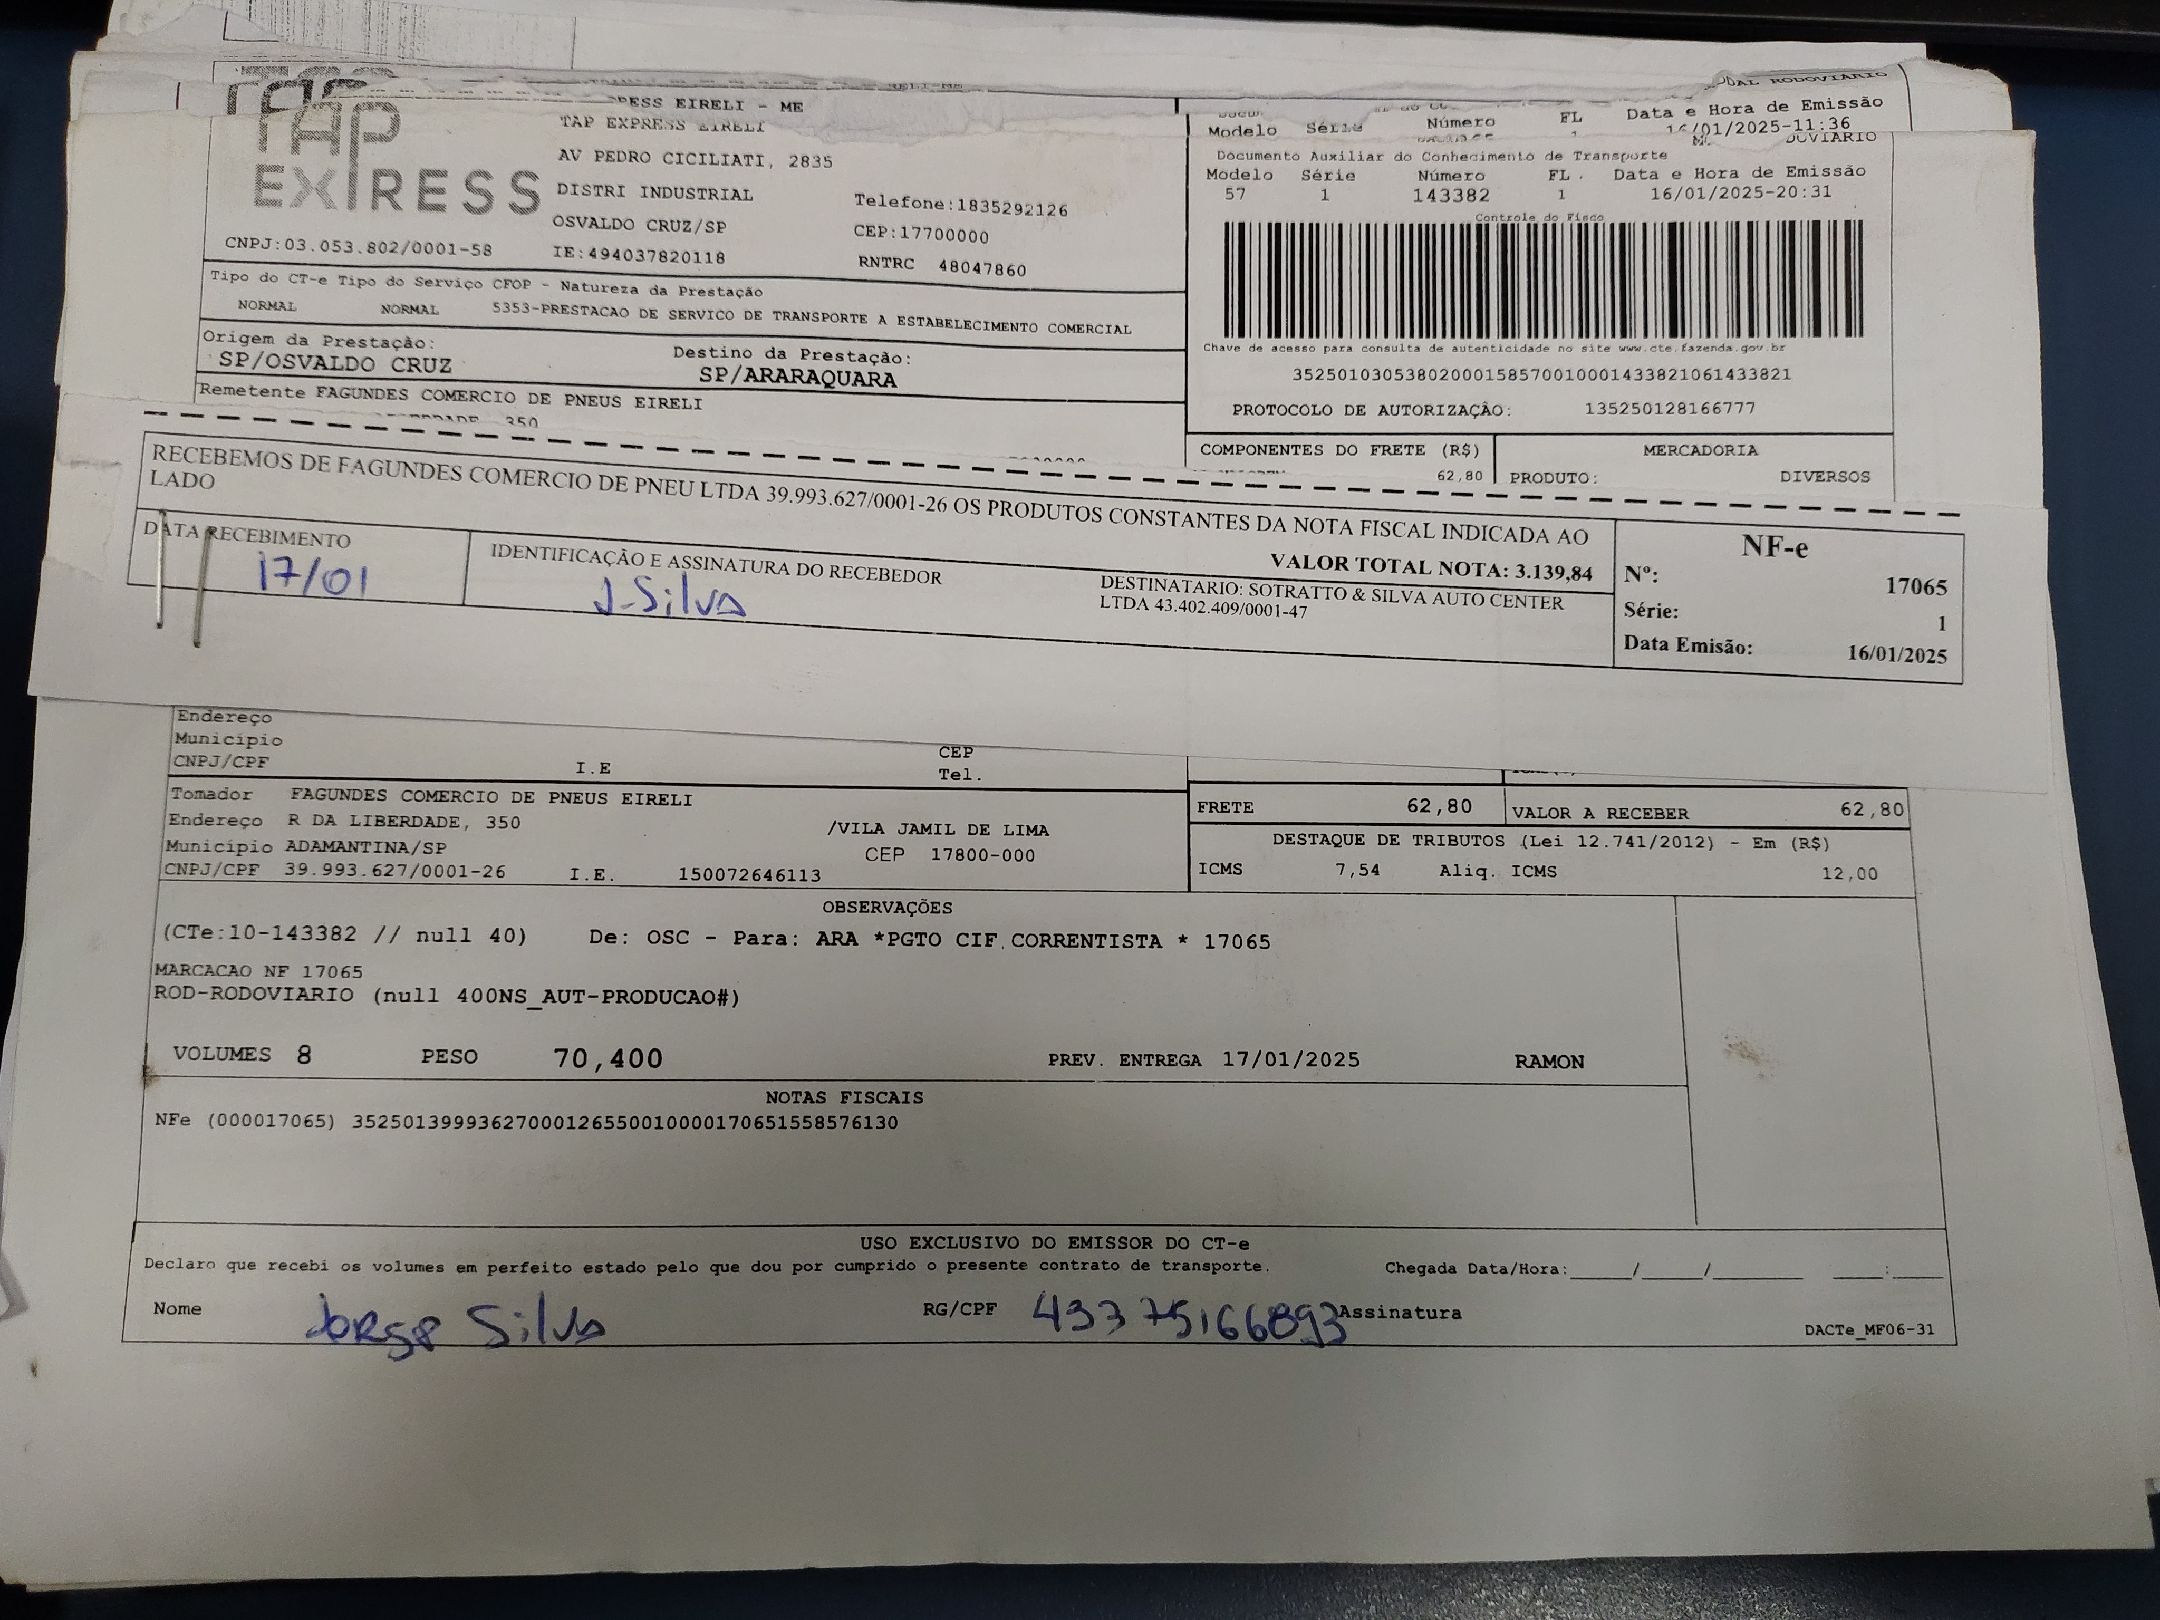 TAP
EXPRESS
PRESS EIRELI - ME
TAP EXPRESS EIRELI
AV PEDRO CICILIATI, 2835
DISTRI INDUSTRIAL
Telefone:1835292126
OSVALDO CRUZ/SP
CEP:17700000
CNPJ:03.053.802/0001-58
IE:494037820118
RNTRC 48047860
Modelo Série Número FL Data e Hora de Emissão
16/01/2025-11:36
Documento Auxiliar do Conhecimento de Transporte
Modelo Série Número FL. Data e Hora de Emissão
57 1 143382 1 16/01/2025-20:31
Controle do Fisco
Tipo do CT-e Tipo do Serviço CFOP - Natureza da Prestação
NORMAL NORMAL 5353-PRESTACAO DE SERVICO DE TRANSPORTE A ESTABELECIMENTO COMERCIAL
Origem da Prestação:
SP/OSVALDO CRUZ
Destino da Prestação:
SP/ARARAQUARA
Remetente FAGUNDES COMERCIO DE PNEUS EIRELI
350
Chave de acesso para consulta de autenticidade no site www.cte.fazenda.gov.br
35250103053802000158570010001433821061433821
PROTOCOLO DE AUTORIZAÇÃO: 135250128166777
COMPONENTES DO FRETE (R$)
62,80
MERCADORIA
PRODUTO: DIVERSOS
RECEBEMOS DE FAGUNDES COMERCIO DE PNEU LTDA 39.993.627/0001-26 OS PRODUTOS CONSTANTES DA NOTA FISCAL INDICADA AO
LADO
VALOR TOTAL NOTA: 3.139,84
DATA RECEBIMENTO
17/01
IDENTIFICAÇÃO E ASSINATURA DO RECEBEDOR
J. Silva
DESTINATARIO: SOTRATTO & SILVA AUTO CENTER
LTDA 43.402.409/0001-47
NF-e
Nº: 17065
Série: 1
Data Emisão: 16/01/2025
Endereço
Município
CEP
CNPJ/CPF I.E Tel.
Tomador FAGUNDES COMERCIO DE PNEUS EIRELI
Endereço R DA LIBERDADE, 350 /VILA JAMIL DE LIMA
Município ADAMANTINA/SP CEP 17800-000
CNPJ/CPF 39.993.627/0001-26 I.E. 150072646113
FRETE 62,80 VALOR A RECEBER 62,80
DESTAQUE DE TRIBUTOS (Lei 12.741/2012) - Em (R$)
ICMS 7,54 Aliq. ICMS 12,00
OBSERVAÇÕES
(CTe:10-143382 // null 40) De: OSC - Para: ARA *PGTO CIF.CORRENTISTA * 17065
MARCACAO NF 17065
ROD-RODOVIARIO (null 400NS_AUT-PRODUCAO#)
VOLUMES 8 PESO 70,400 PREV. ENTREGA 17/01/2025 RAMON
NOTAS FISCAIS
NFe (000017065) 35250139993627000126550010000170651558576130
USO EXCLUSIVO DO EMISSOR DO CT-e
Declaro que recebi os volumes em perfeito estado pelo que dou por cumprido o presente contrato de transporte. Chegada Data/Hora:_____/____/________ ____:____
Nome Jorge Silva RG/CPF 43375166893 Assinatura
DACTe_MF06-31